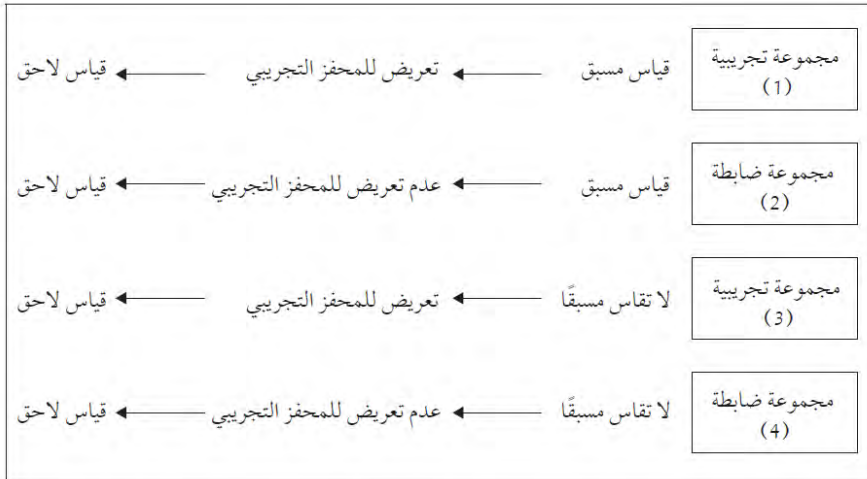 مجموعة تجريبية
(1)
قياس مسبق تعريض للمحفز التجريبي قياس لاحق
مجموعة ضابطة
(2)
قياس مسبق عدم تعريض للمحفز التجريبي قياس لاحق
مجموعة تجريبية
(3)
لا تقاس مسبقًا تعريض للمحفز التجريبي قياس لاحق
مجموعة ضابطة
(4)
لا تقاس مسبقًا عدم تعريض للمحفز التجريبي قياس لاحق